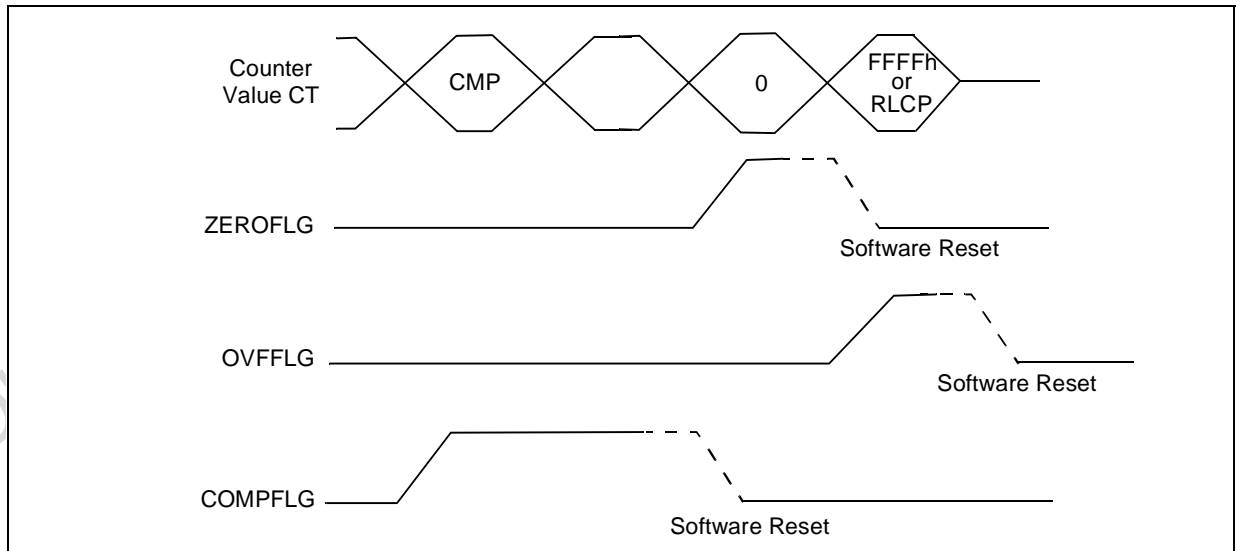 Counter
Value CT
CMP
0
FFFFh
or
RLCP
ZEROFLG
Software Reset
OVFFLG
Software Reset
COMPFLG
Software Reset